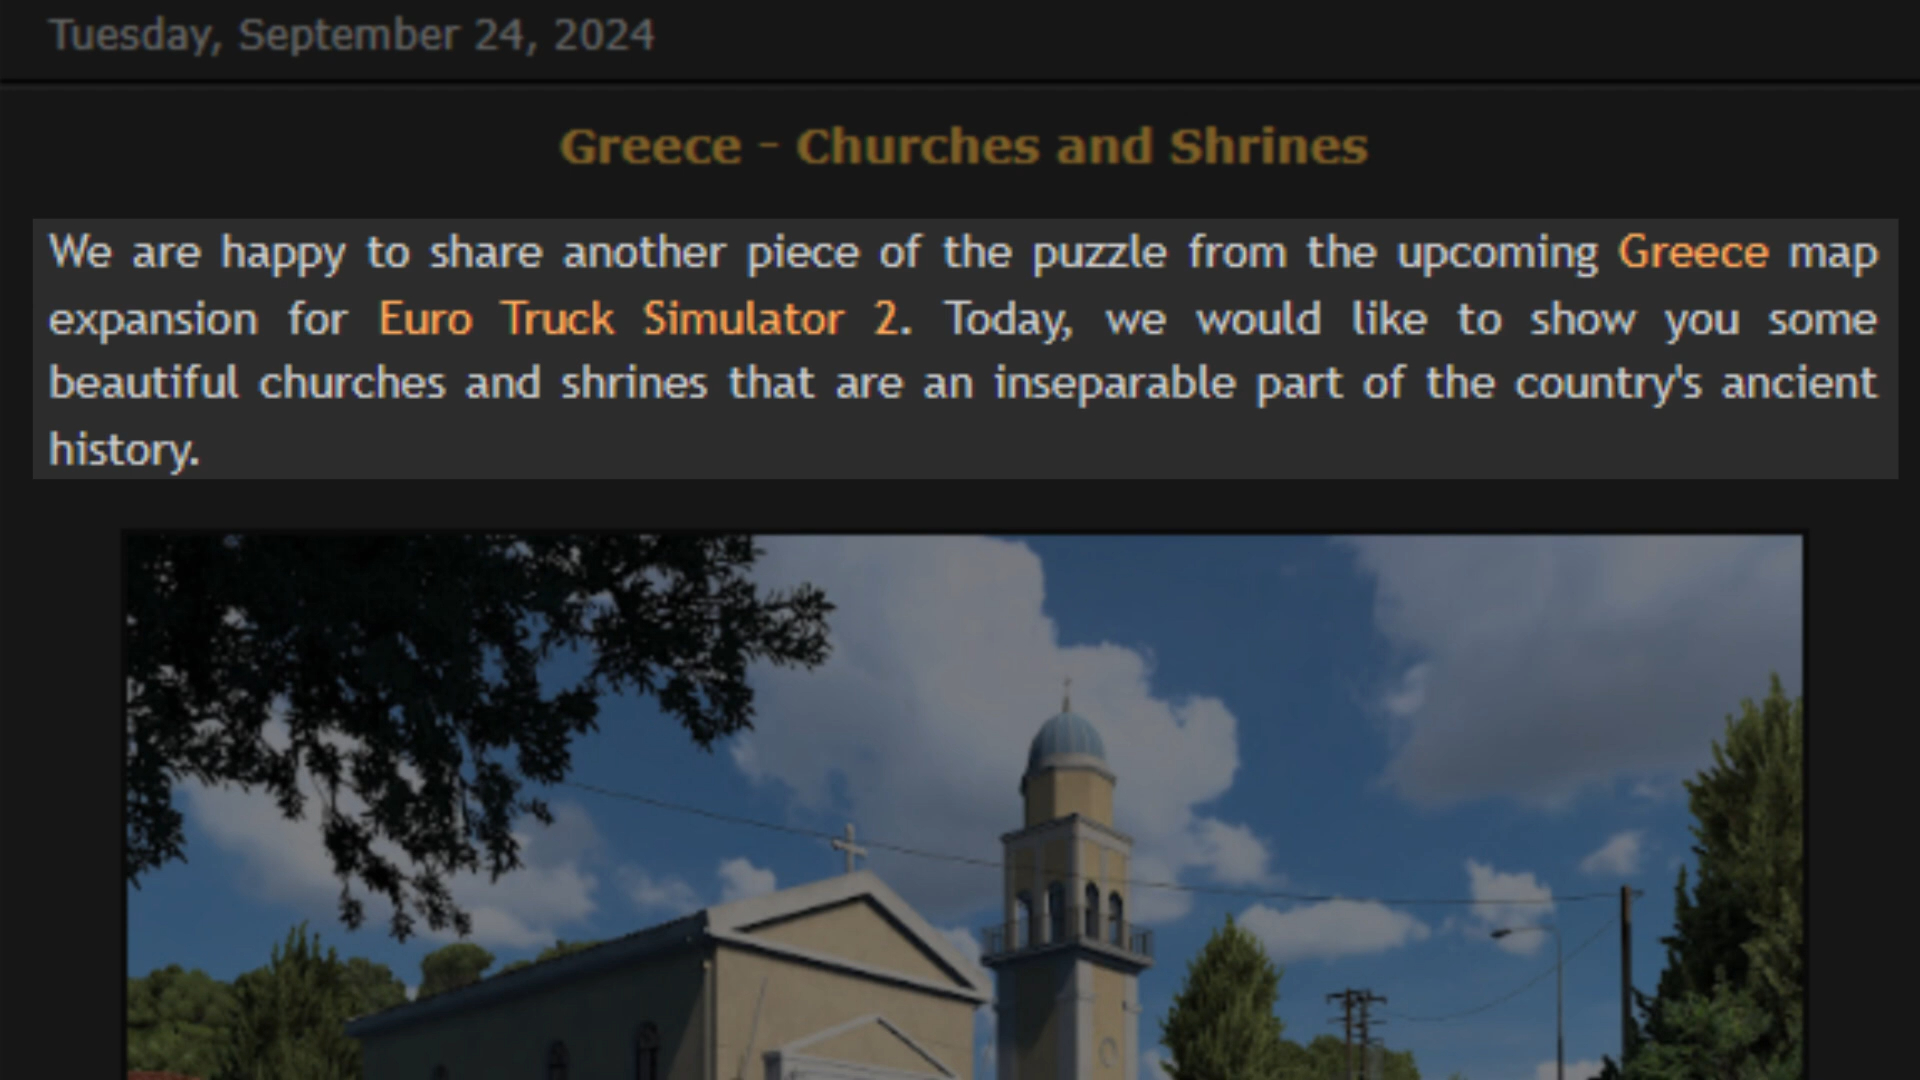 Tuesday, September 24, 2024
Greece - Churches and Shrines
We are happy to share another piece of the puzzle from the upcoming Greece map
expansion for Euro Truck Simulator 2. Today, we would like to show you some
beautiful churches and shrines that are an inseparable part of the country's ancient
history.